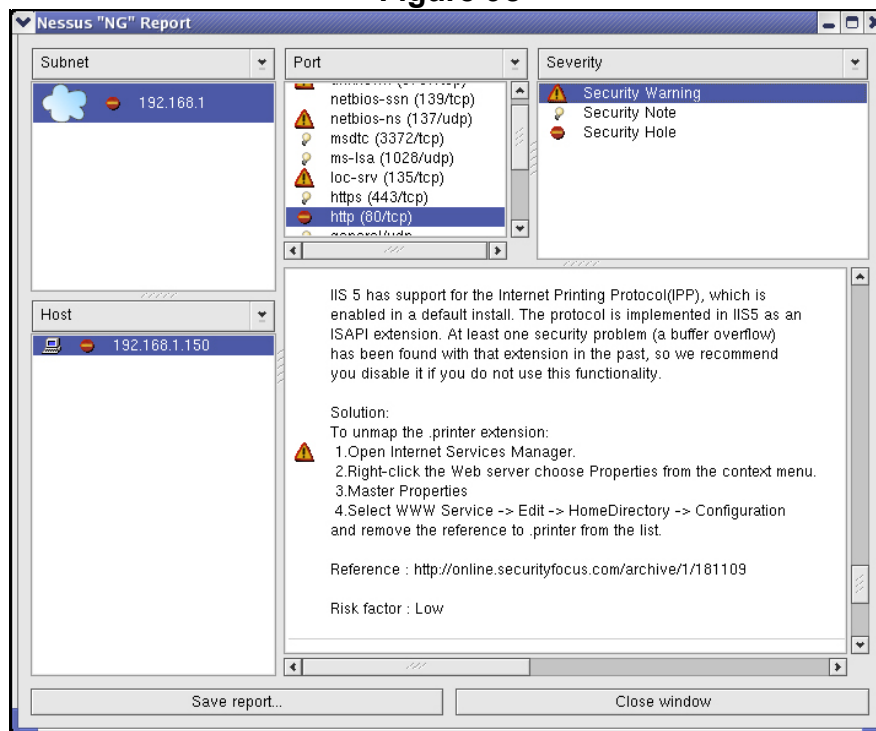 Nessus "NG" Report
Subnet
192.168.1
Host
192.168.1.150
Port
netbios-ssn (139/tcp)
netbios-ns (137/udp)
msdtc (3372/tcp)
ms-lsa (1028/udp)
loc-srv (135/tcp)
https (443/tcp)
http (80/tcp)
general/udp
Severity
Security Warning
Security Note
Security Hole
IIS 5 has support for the Internet Printing Protocol(IPP), which is
enabled in a default install. The protocol is implemented in IIS5 as an
ISAPI extension. At least one security problem (a buffer overflow)
has been found with that extension in the past, so we recommend
you disable it if you do not use this functionality.
Solution:
To unmap the .printer extension:
1.Open Internet Services Manager.
2.Right-click the Web server choose Properties from the context menu.
3.Master Properties
4.Select WWW Service -> Edit -> HomeDirectory -> Configuration
and remove the reference to .printer from the list.
Reference : http://online.securityfocus.com/archive/1/181109
Risk factor : Low
Save report...
Close window